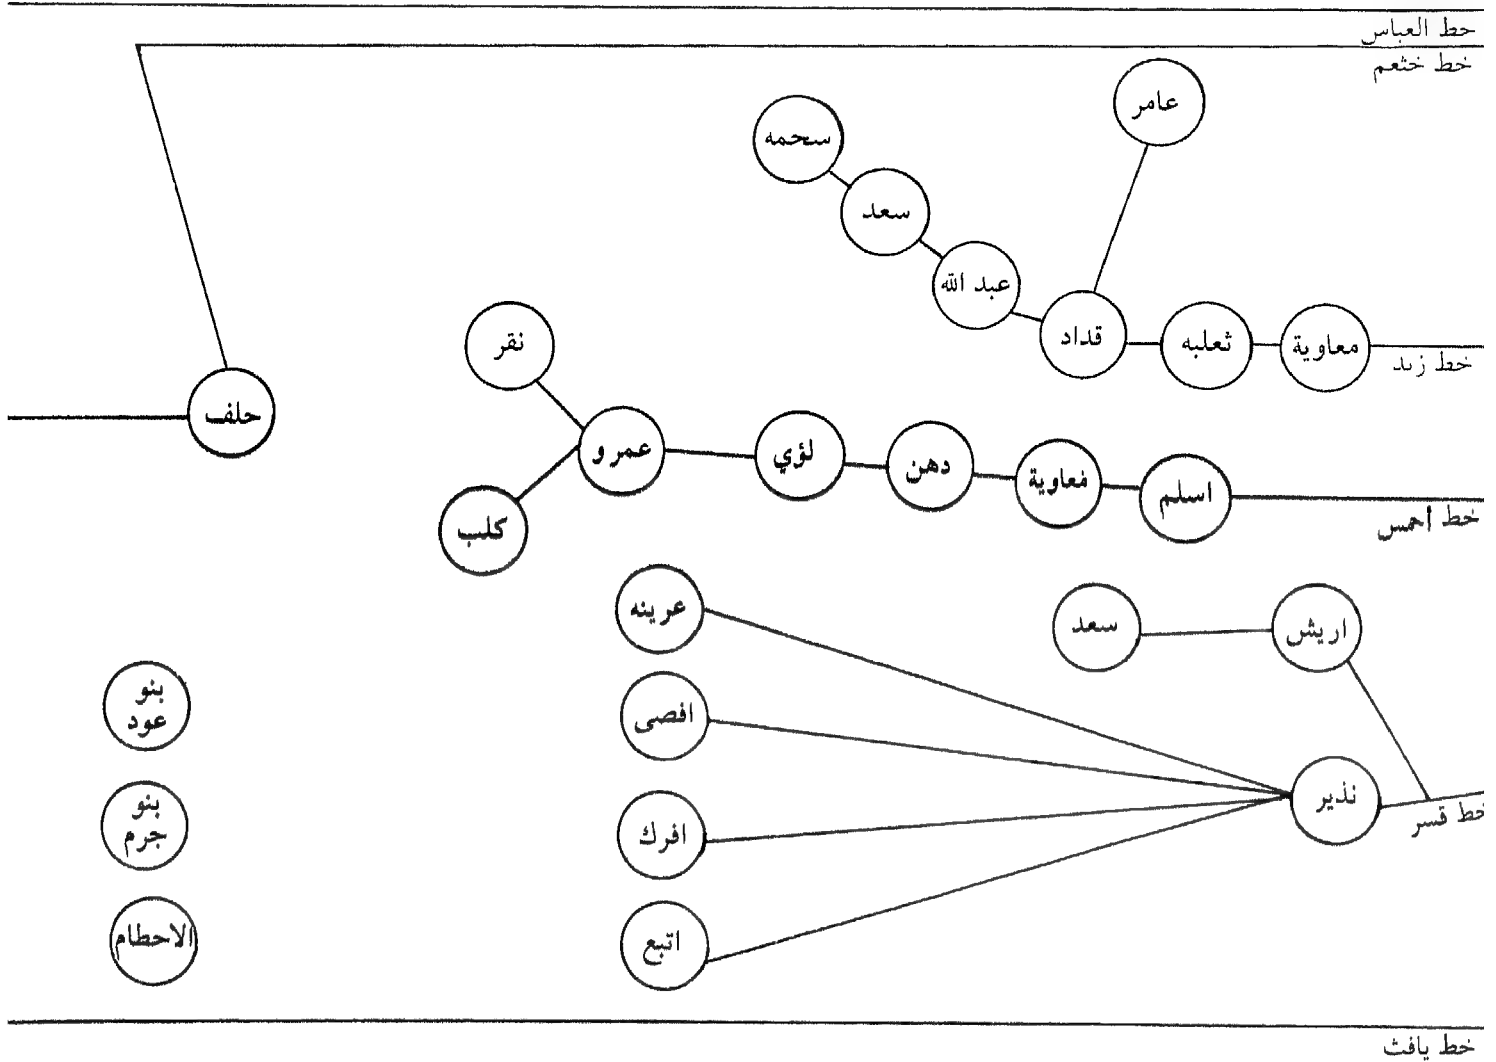 خط العباس
خط خثعم
عامر
سحمه
سعد
عبد الله
قداد
ثعلبه
معاوية
خط زىد
نقر
حلف
عمرو
لؤي
دهن
معاوية
اسلم
خط أحمس
كلب
عرينه
سعد
اريش
بنو
عود
افصى
نذير
خط قسر
بنو
جرم
افرك
الاحطام
اتبع
خط يافث